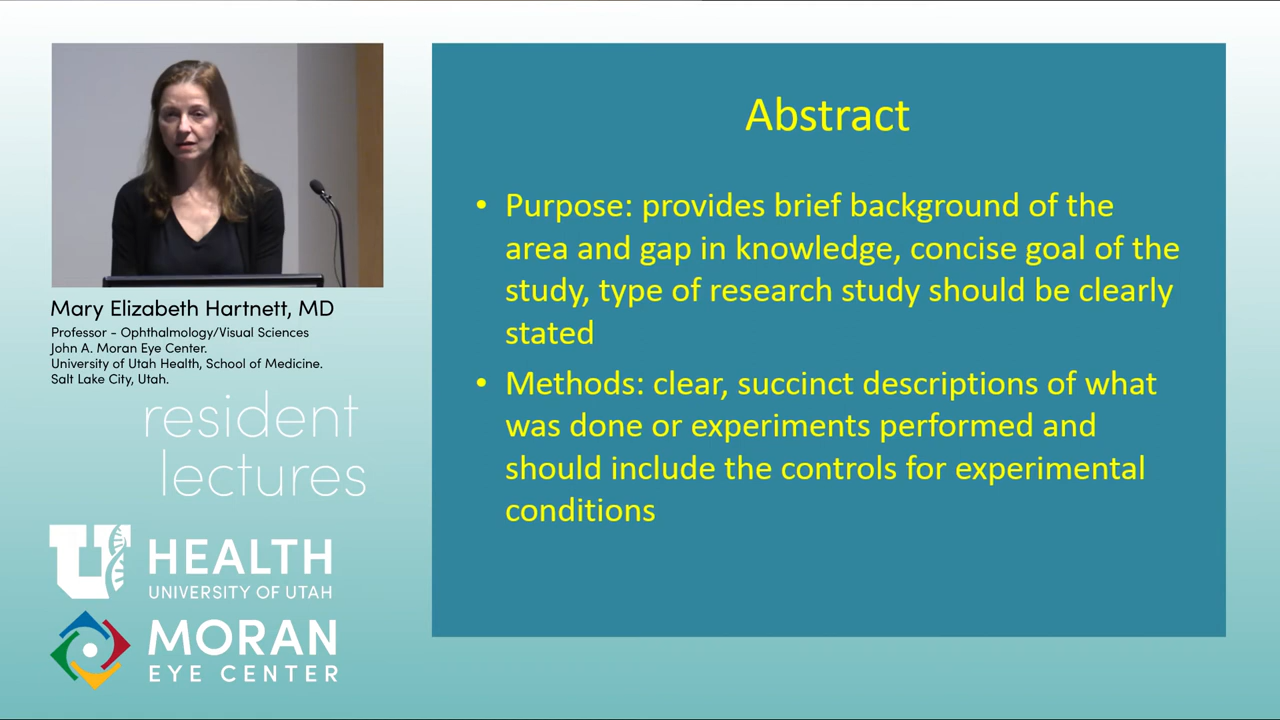 Abstract
• Purpose: provides brief background of the
area and gap in knowledge, concise goal of the
study, type of research study should be clearly
stated
• Methods: clear, succinct descriptions of what
was done or experiments performed and
should include the controls for experimental
conditions
Mary Elizabeth Hartnett, MD
Professor - Ophthalmology/Visual Sciences
John A. Moran Eye Center.
University of Utah Health, School of Medicine.
Salt Lake City, Utah.
resident
lectures
U HEALTH
UNIVERSITY OF UTAH
MORAN
EYE CENTER